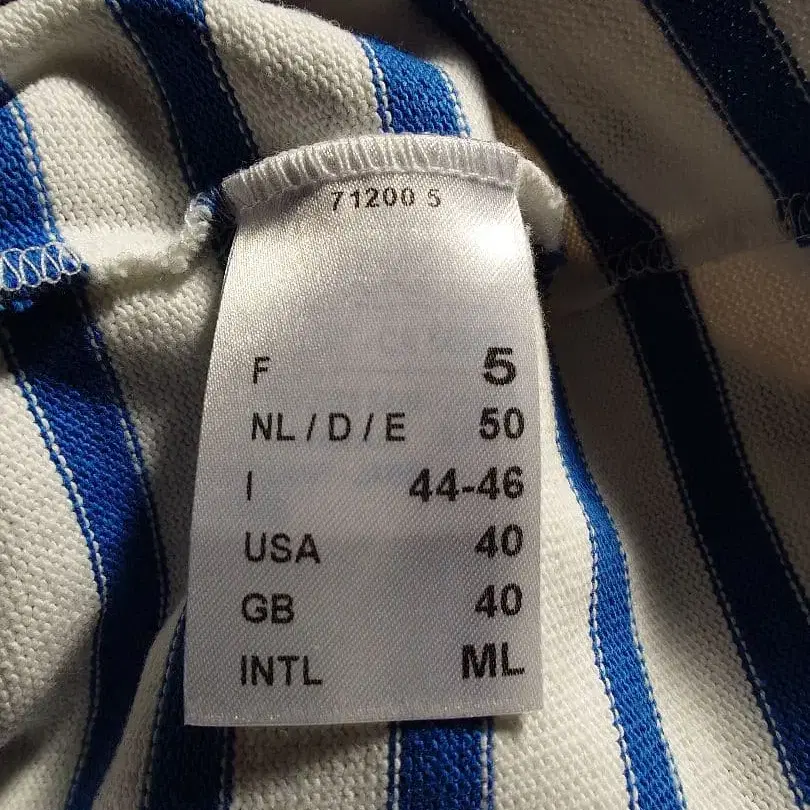 71200 5
F 5
NL / D / E 50
I 44-46
USA 40
GB 40
INTL ML